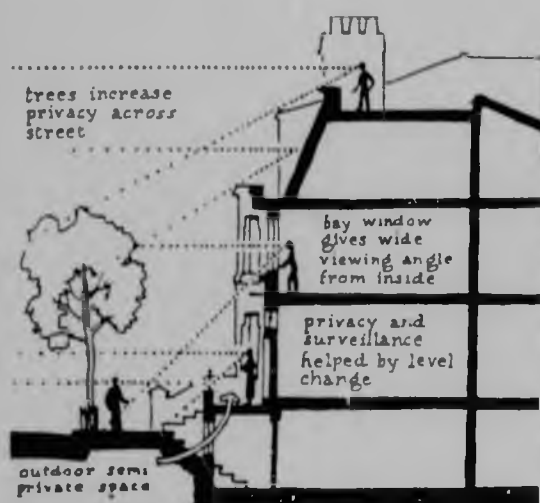 trees increase
privacy across
street
bay window
gives wide
viewing angle
from inside
privacy and
surveillance
helped by level
change
outdoor semi
private space